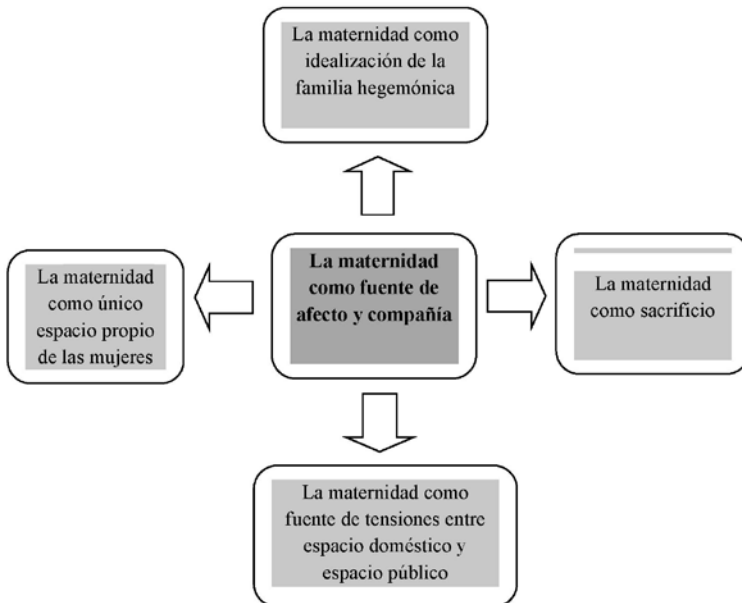 La maternidad como
idealización de la
familia hegemónica
La maternidad
como único
espacio propio
de las mujeres
La maternidad
como fuente de
afecto y compañía
La maternidad
como sacrificio
La maternidad como
fuente de tensiones entre
espacio doméstico y
espacio público